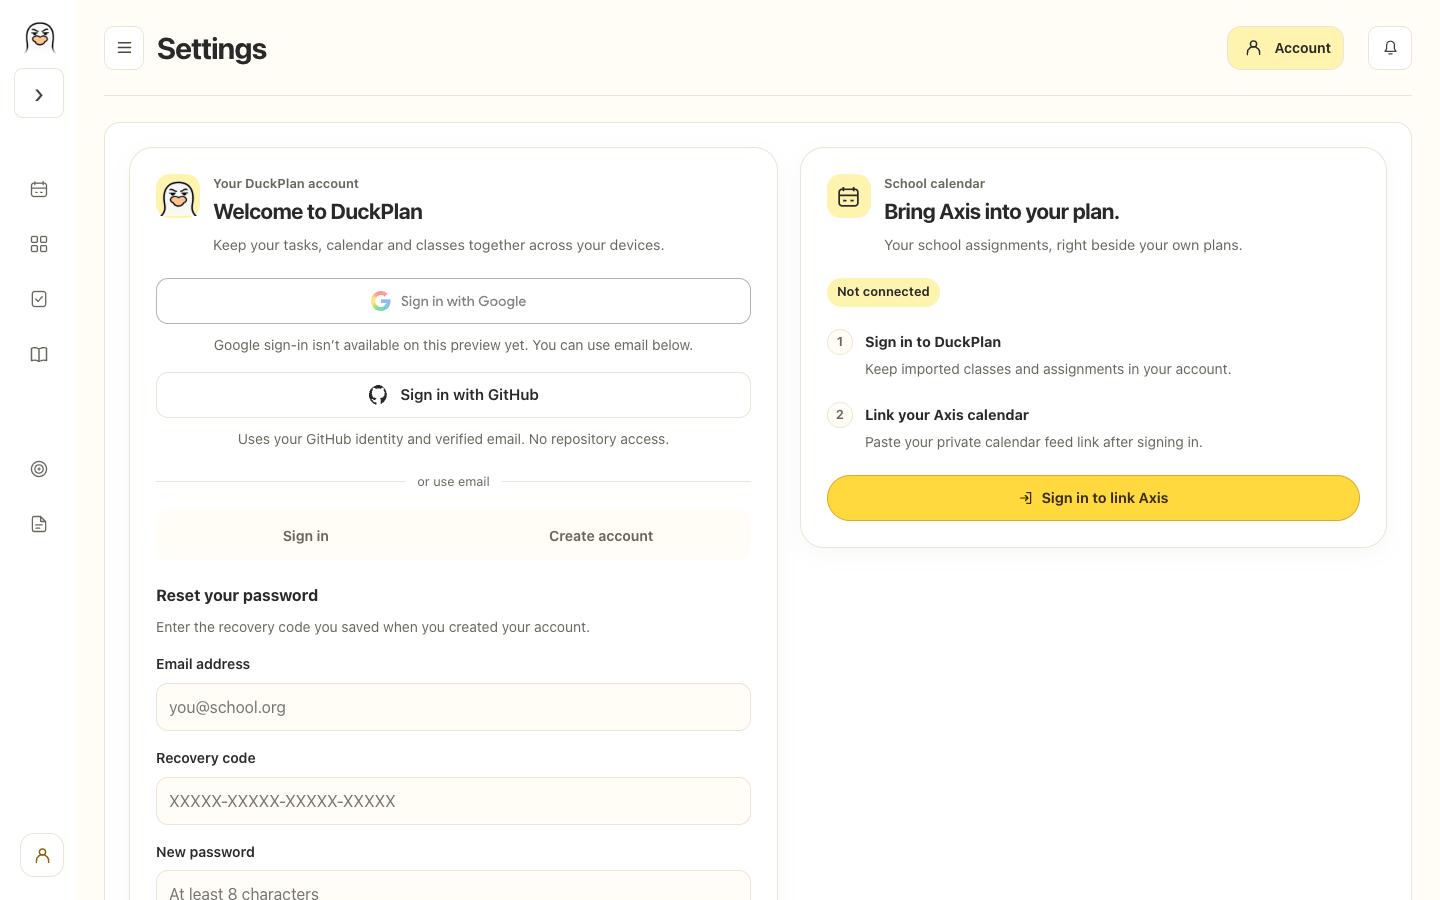 Settings
Account
Your DuckPlan account
Welcome to DuckPlan
Keep your tasks, calendar and classes together across your devices.
Sign in with Google
Google sign-in isn’t available on this preview yet. You can use email below.
Sign in with GitHub
Uses your GitHub identity and verified email. No repository access.
or use email
Sign in
Create account
Reset your password
Enter the recovery code you saved when you created your account.
Email address
you@school.org
Recovery code
XXXXX-XXXXX-XXXXX-XXXXX
New password
At least 8 characters
School calendar
Bring Axis into your plan.
Your school assignments, right beside your own plans.
Not connected
1 Sign in to DuckPlan
Keep imported classes and assignments in your account.
2 Link your Axis calendar
Paste your private calendar feed link after signing in.
Sign in to link Axis